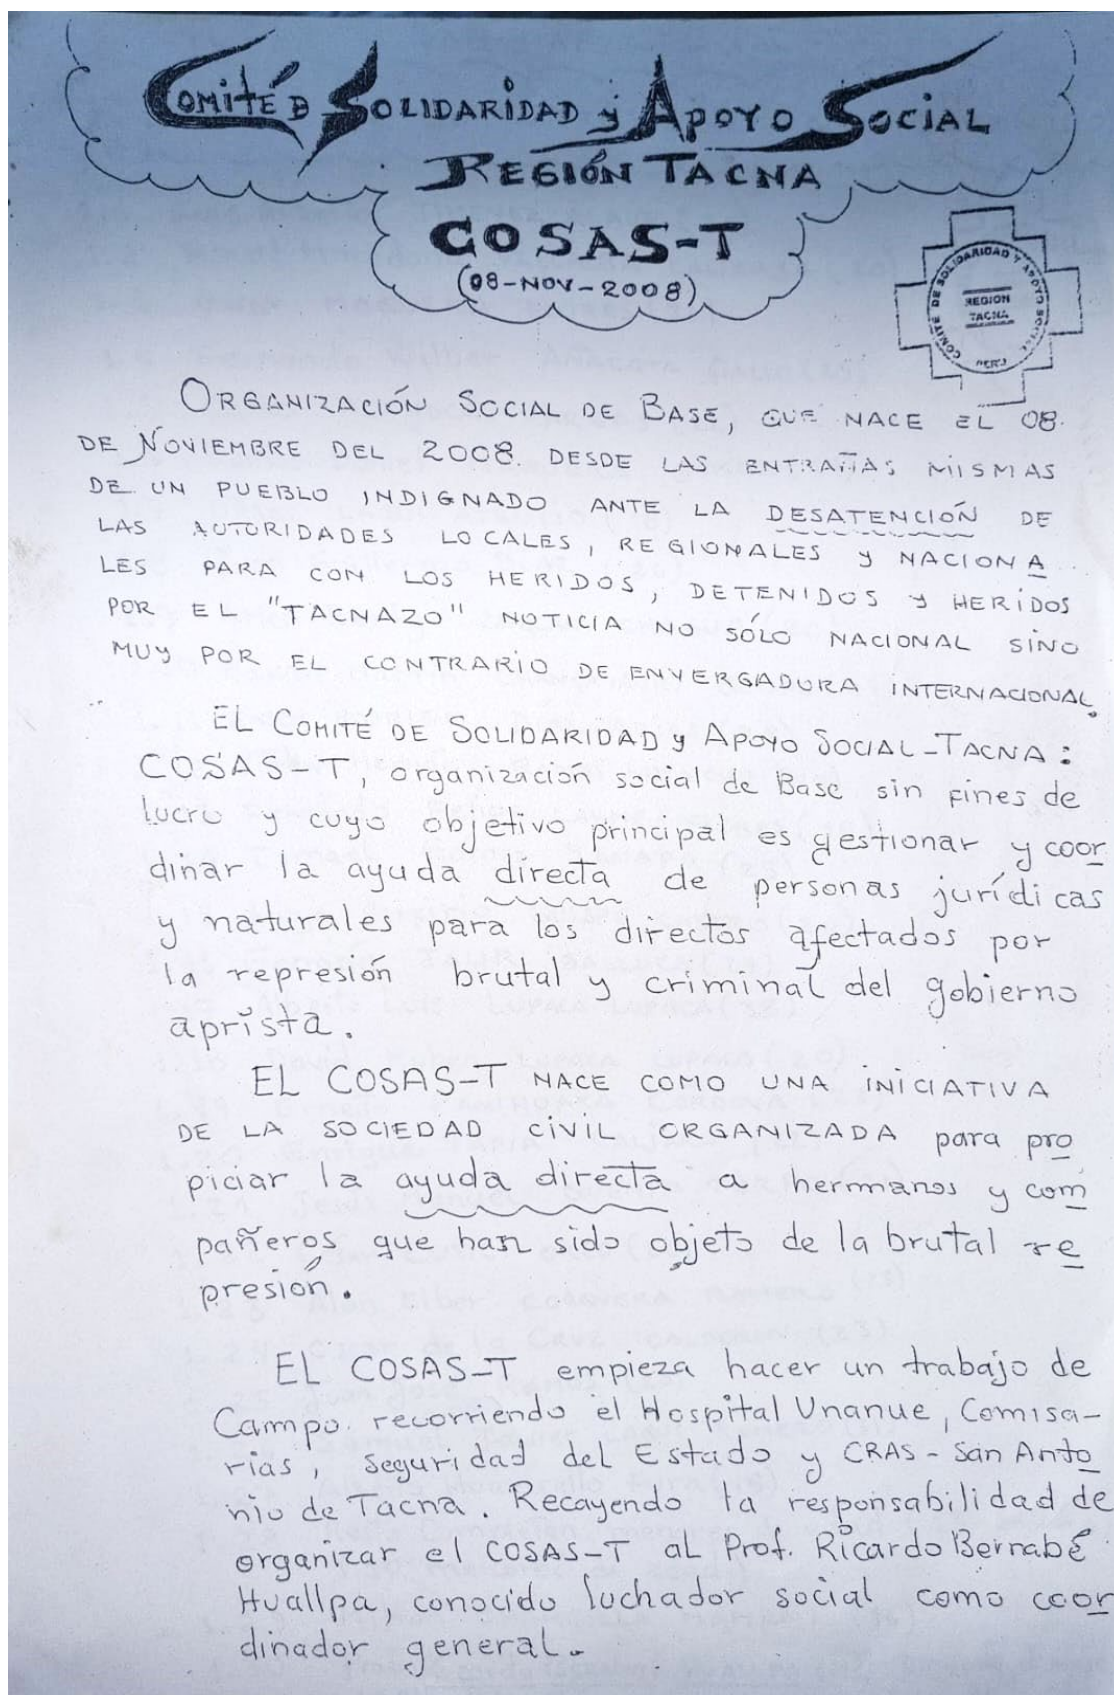 COMITÉ D SOLIDARIDAD y APOYO SOCIAL
REGIÓN TACNA
COSAS-T
(08-NOV-2008)
COMITÉ DE SOLIDARIDAD Y APOYO SOCIAL
REGION
TACNA
PERÚ
ORGANIZACIÓN SOCIAL DE BASE, QUE NACE EL 08
DE NOVIEMBRE DEL 2008 DESDE LAS ENTRAÑAS MISMAS
DE UN PUEBLO INDIGNADO ANTE LA DESATENCIÓN DE
LAS AUTORIDADES LOCALES, REGIONALES y NACIONA
LES PARA CON LOS HERIDOS, DETENIDOS y HERIDOS
POR EL "TACNAZO" NOTICIA NO SÓLO NACIONAL SINO
MUY POR EL CONTRARIO DE ENVERGADURA INTERNACIONAL.
EL COMITÉ DE SOLIDARIDAD y APOYO SOCIAL-TACNA:
COSAS-T, organización social de Base sin fines de
lucro y cuyo objetivo principal es gestionar y coor
dinar la ayuda directa de personas jurídicas
y naturales para los directos afectados por
la represión brutal y criminal del gobierno
aprista.
EL COSAS-T NACE COMO UNA INICIATIVA
DE LA SOCIEDAD CIVIL ORGANIZADA para pro
piciar la ayuda directa a hermanos y com
pañeros que han sido objeto de la brutal re
presión.
EL COSAS-T empieza hacer un trabajo de
Campo recorriendo el Hospital Unanue, Comisa-
rias, Seguridad del Estado y CRAS-San Anto
nio de Tacna. Recayendo la responsabilidad de
organizar el COSAS-T al Prof. Ricardo Bernabé
Huallpa, conocido luchador social como coor
dinador general.-